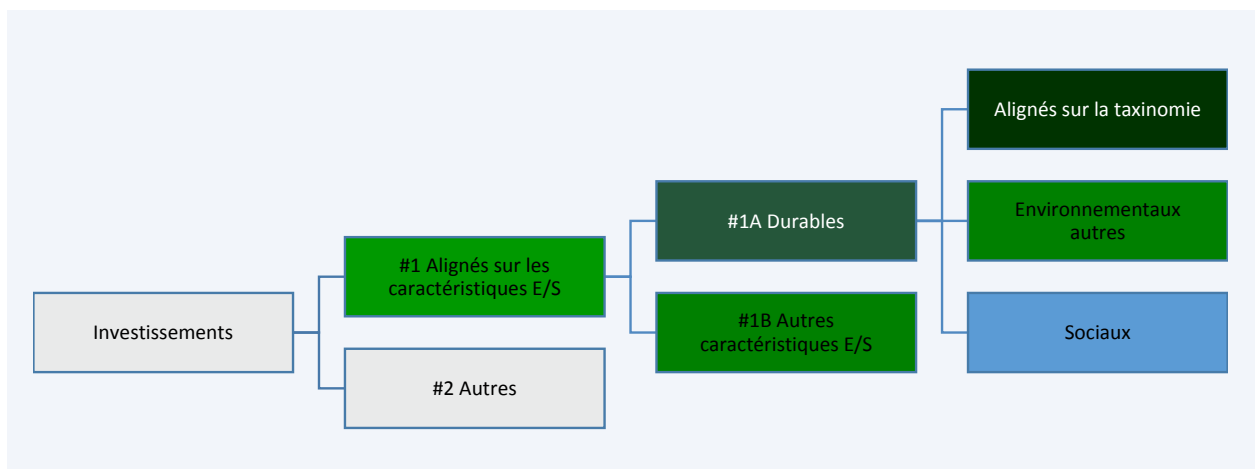 Alignés sur la taxinomie
#1A Durables
Environnementaux
autres
#1 Alignés sur les
caractéristiques E/S
Investissements
#1B Autres
caractéristiques E/S
Sociaux
#2 Autres